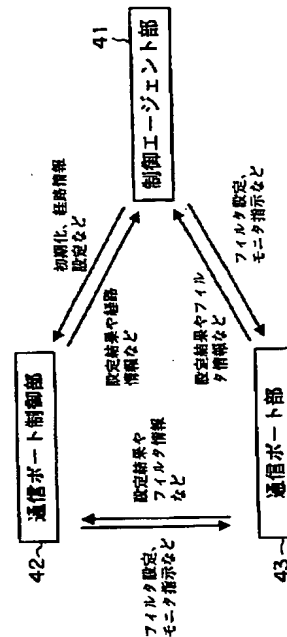 41
制御エージェント部
初期化、経路情報
設定など
設定結果や経路
情報など
フィルタ設定、
モニタ指示など
設定結果やフィル
タ情報など
42
通信ポート制御部
設定結果や
フィルタ情報
など
フィルタ設定、
モニタ指示など
43
通信ポート部